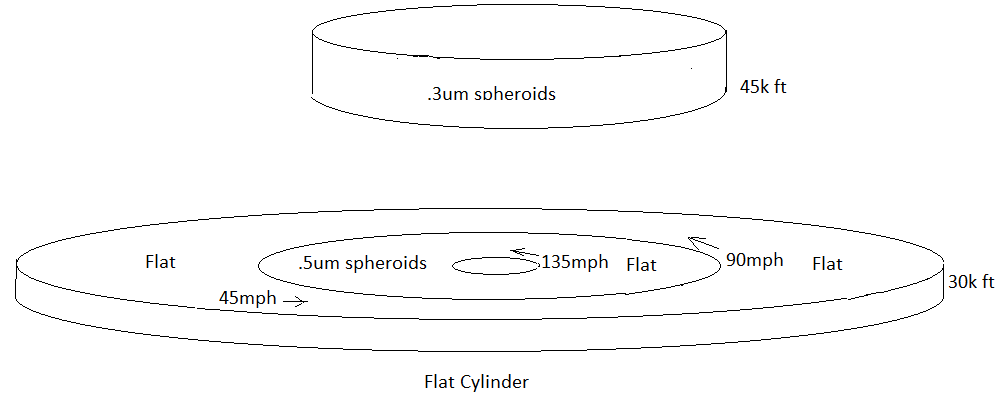 .3um spheroids
45k ft
Flat
.5um spheroids
135mph
Flat
90mph
Flat
45mph
30k ft
Flat Cylinder